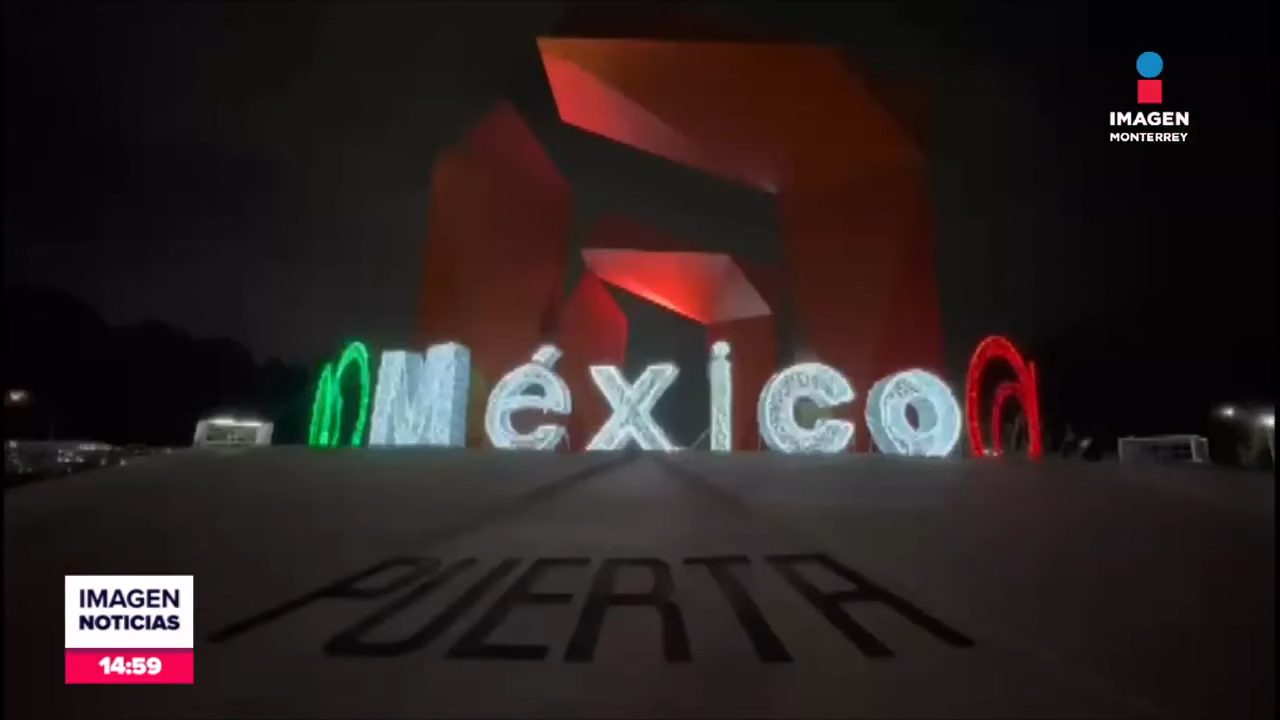 IMAGEN
MONTERREY
México
PUERTA
IMAGEN
NOTICIAS
14:59